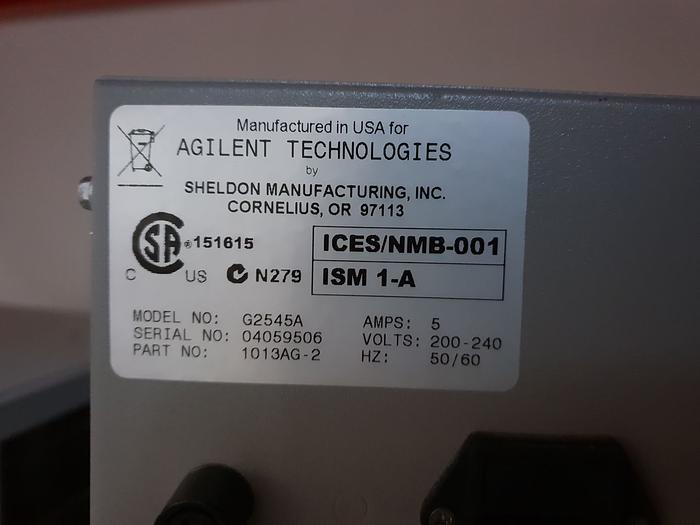 Manufactured in USA for
AGILENT TECHNOLOGIES
by
SHELDON MANUFACTURING, INC.
CORNELIUS, OR 97113
SA ® 151615
C US
N279
ICES/NMB-001
ISM 1-A
MODEL NO: G2545A
SERIAL NO: 04059506
PART NO: 1013AG-2
AMPS: 5
VOLTS: 200-240
HZ: 50/60